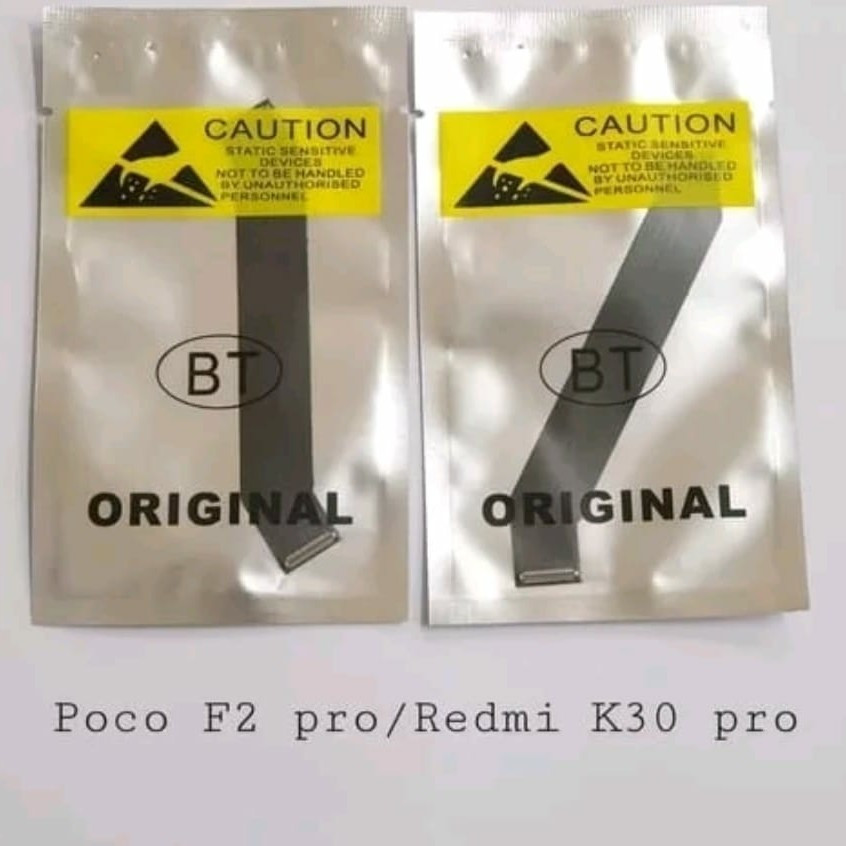 CAUTION
STATIC SENSITIVE
DEVICES
NOT TO BE HANDLED
BY UNAUTHORISED
PERSONNEL
BT
ORIGINAL
CAUTION
STATIC SENSITIVE
DEVICES
NOT TO BE HANDLED
BY UNAUTHORISED
PERSONNEL
BT
ORIGINAL
Poco F2 pro/Redmi K30 pro